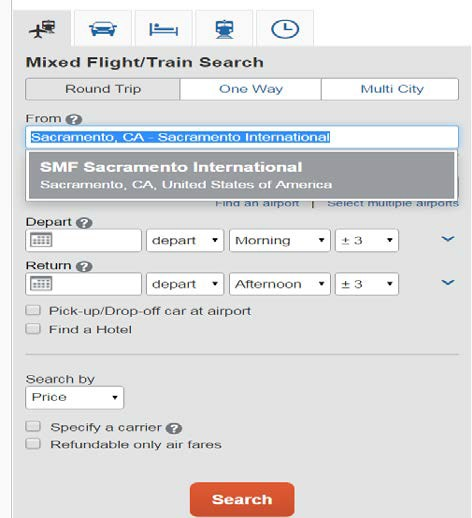 Mixed Flight/Train Search
Round Trip One Way Multi City
From ?
Sacramento, CA - Sacramento International
SMF Sacramento International
Sacramento, CA, United States of America
Find an airport | Select multiple airports
Depart ?
depart Morning ± 3
Return ?
depart Afternoon ± 3
Pick-up/Drop-off car at airport
Find a Hotel
Search by
Price
Specify a carrier ?
Refundable only air fares
Search